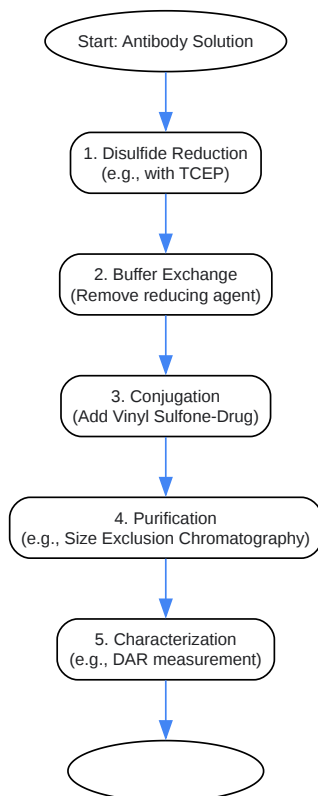 Start: Antibody Solution
1. Disulfide Reduction
(e.g., with TCEP)
2. Buffer Exchange
(Remove reducing agent)
3. Conjugation
(Add Vinyl Sulfone-Drug)
4. Purification
(e.g., Size Exclusion Chromatography)
5. Characterization
(e.g., DAR measurement)